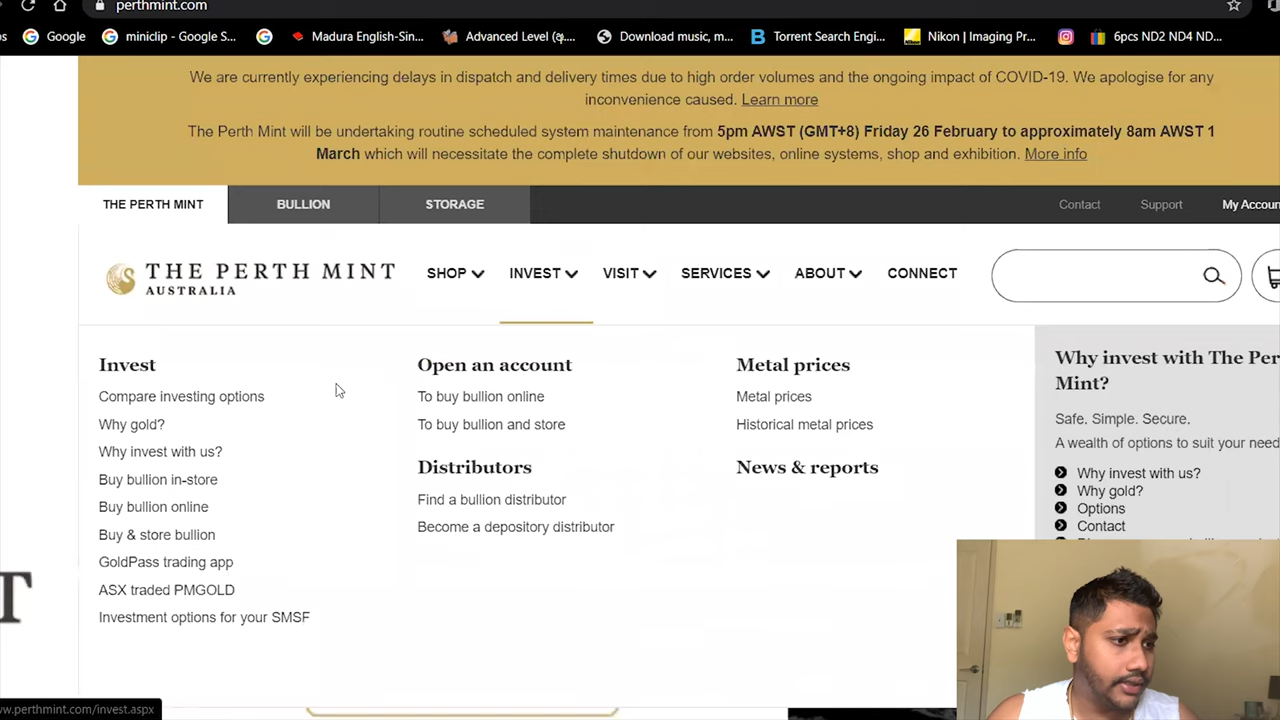 perthmint.com
ps Google miniclip - Google S... Madura English-Sin... Advanced Level (... Download music, m... Torrent Search Engi... Nikon | Imaging Pr... 6pcs ND2 ND4 ND...
We are currently experiencing delays in dispatch and delivery times due to high order volumes and the ongoing impact of COVID-19. We apologise for any
inconvenience caused. Learn more
The Perth Mint will be undertaking routine scheduled system maintenance from 5pm AWST (GMT+8) Friday 26 February to approximately 8am AWST 1
March which will necessitate the complete shutdown of our websites, online systems, shop and exhibition. More info
THE PERTH MINT BULLION STORAGE Contact Support My Accoun
THE PERTH MINT
AUSTRALIA
SHOP INVEST VISIT SERVICES ABOUT CONNECT
Invest
Compare investing options
Why gold?
Why invest with us?
Buy bullion in-store
Buy bullion online
Buy & store bullion
GoldPass trading app
ASX traded PMGOLD
Investment options for your SMSF
Open an account
To buy bullion online
To buy bullion and store
Distributors
Find a bullion distributor
Become a depository distributor
Metal prices
Metal prices
Historical metal prices
News & reports
Why invest with The Per
Mint?
Safe. Simple. Secure.
A wealth of options to suit your need
Why invest with us?
Why gold?
Options
Contact
T
ww.perthmint.com/invest.aspx